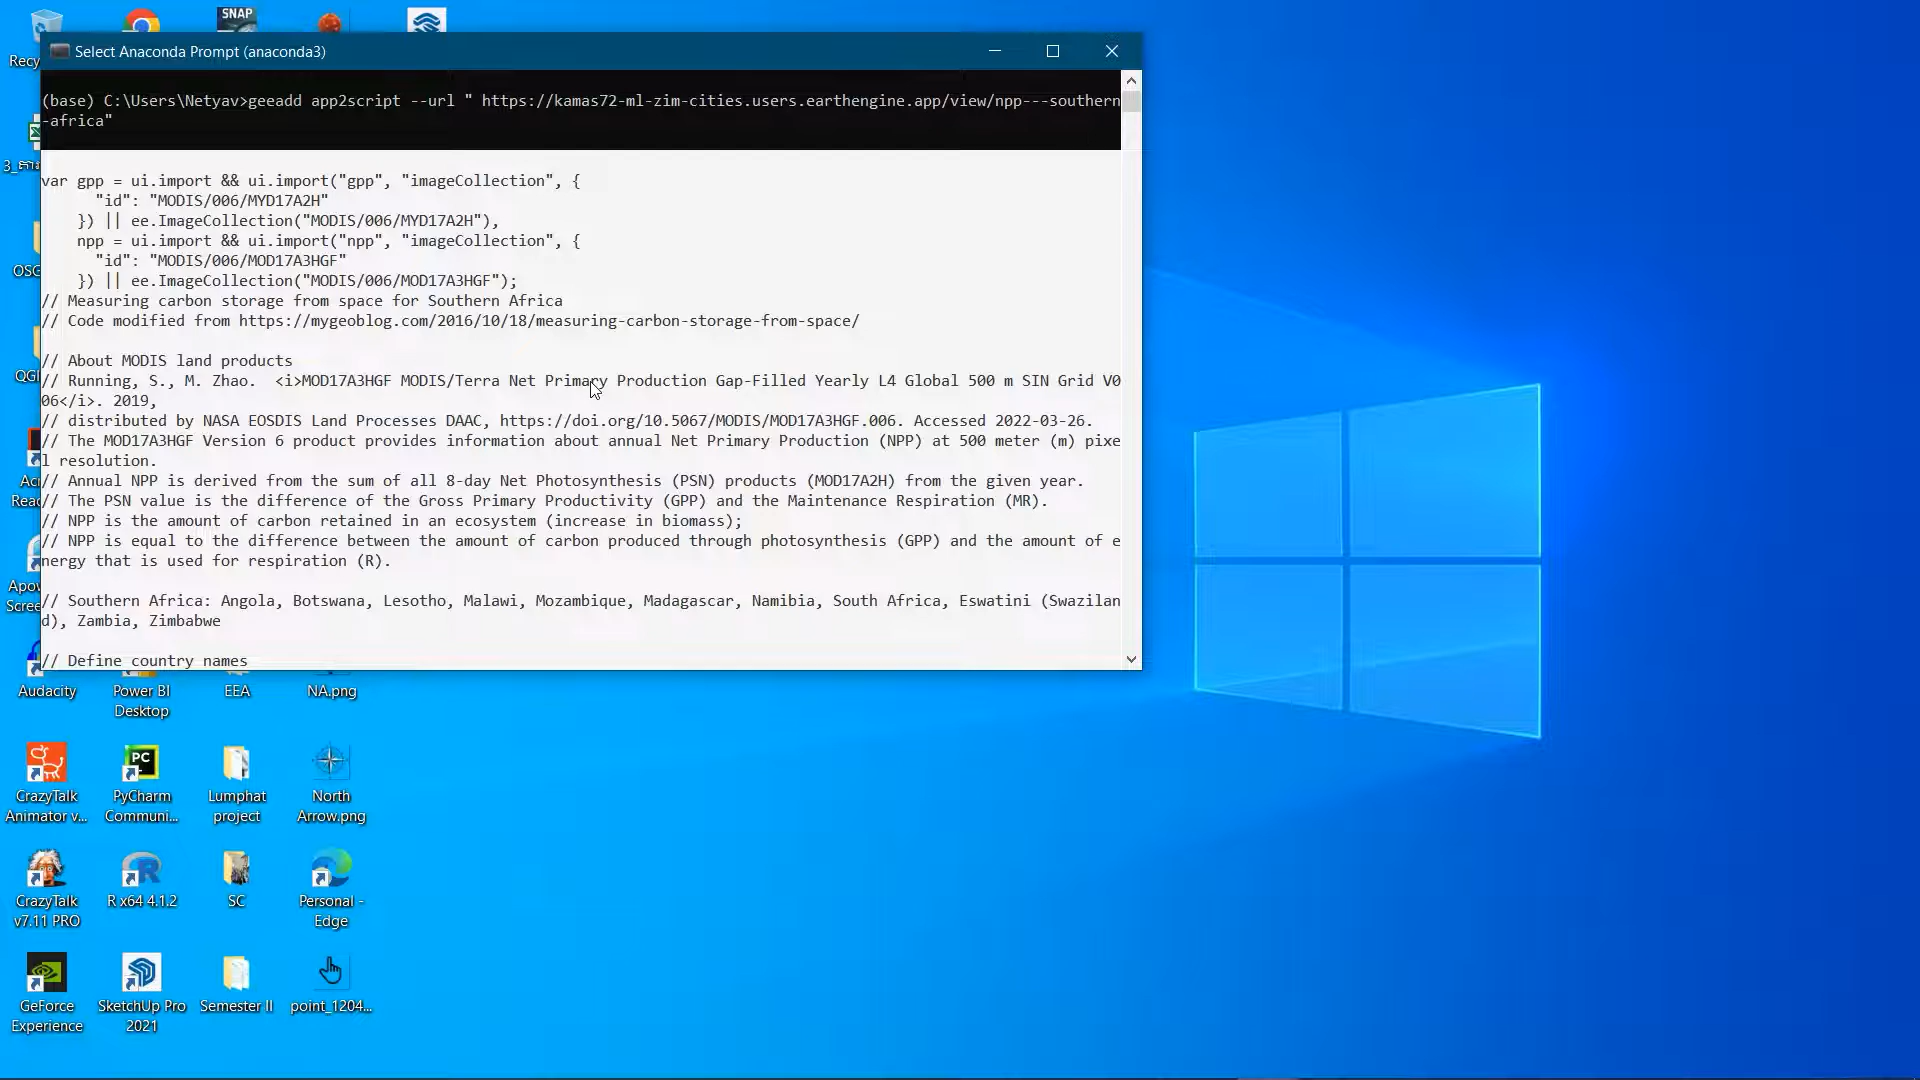 SNAP
Recy
Select Anaconda Prompt (anaconda3)
(base) C:\Users\Netyav>geeadd app2script --url " https://kamas72-ml-zim-cities.users.earthengine.app/view/npp---southern
-africa"
var gpp = ui.import && ui.import("gpp", "imageCollection", {
"id": "MODIS/006/MYD17A2H"
}) || ee.ImageCollection("MODIS/006/MYD17A2H"),
npp = ui.import && ui.import("npp", "imageCollection", {
"id": "MODIS/006/MOD17A3HGF"
}) || ee.ImageCollection("MODIS/006/MOD17A3HGF");
// Measuring carbon storage from space for Southern Africa
// Code modified from https://mygeoblog.com/2016/10/18/measuring-carbon-storage-from-space/
// About MODIS land products
// Running, S., M. Zhao.  <i>MOD17A3HGF MODIS/Terra Net Primary Production Gap-Filled Yearly L4 Global 500 m SIN Grid V0
06</i>. 2019,
// distributed by NASA EOSDIS Land Processes DAAC, https://doi.org/10.5067/MODIS/MOD17A3HGF.006. Accessed 2022-03-26.
// The MOD17A3HGF Version 6 product provides information about annual Net Primary Production (NPP) at 500 meter (m) pixe
l resolution.
// Annual NPP is derived from the sum of all 8-day Net Photosynthesis (PSN) products (MOD17A2H) from the given year.
// The PSN value is the difference of the Gross Primary Productivity (GPP) and the Maintenance Respiration (MR).
// NPP is the amount of carbon retained in an ecosystem (increase in biomass);
// NPP is equal to the difference between the amount of carbon produced through photosynthesis (GPP) and the amount of e
nergy that is used for respiration (R).
// Southern Africa: Angola, Botswana, Lesotho, Malawi, Mozambique, Madagascar, Namibia, South Africa, Eswatini (Swazilan
d), Zambia, Zimbabwe
// Define country names
OSG
QGI
Acr
Read
Apow
Scree
Audacity
Power BI
Desktop
EEA
NA.png
PC
CrazyTalk
Animator v...
PyCharm
Communi...
Lumphat
project
North
Arrow.png
CrazyTalk
v7.11 PRO
R x64 4.1.2
SC
Personal -
Edge
GeForce
Experience
SketchUp Pro
2021
Semester II
point_1204...